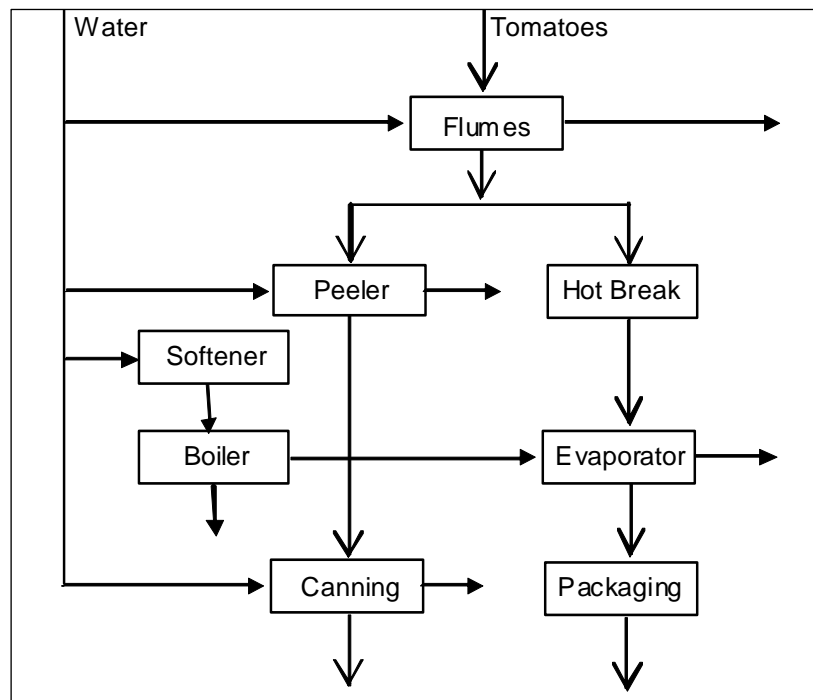 Water
Tomatoes
Flumes
Peeler
Hot Break
Softener
Boiler
Evaporator
Canning
Packaging